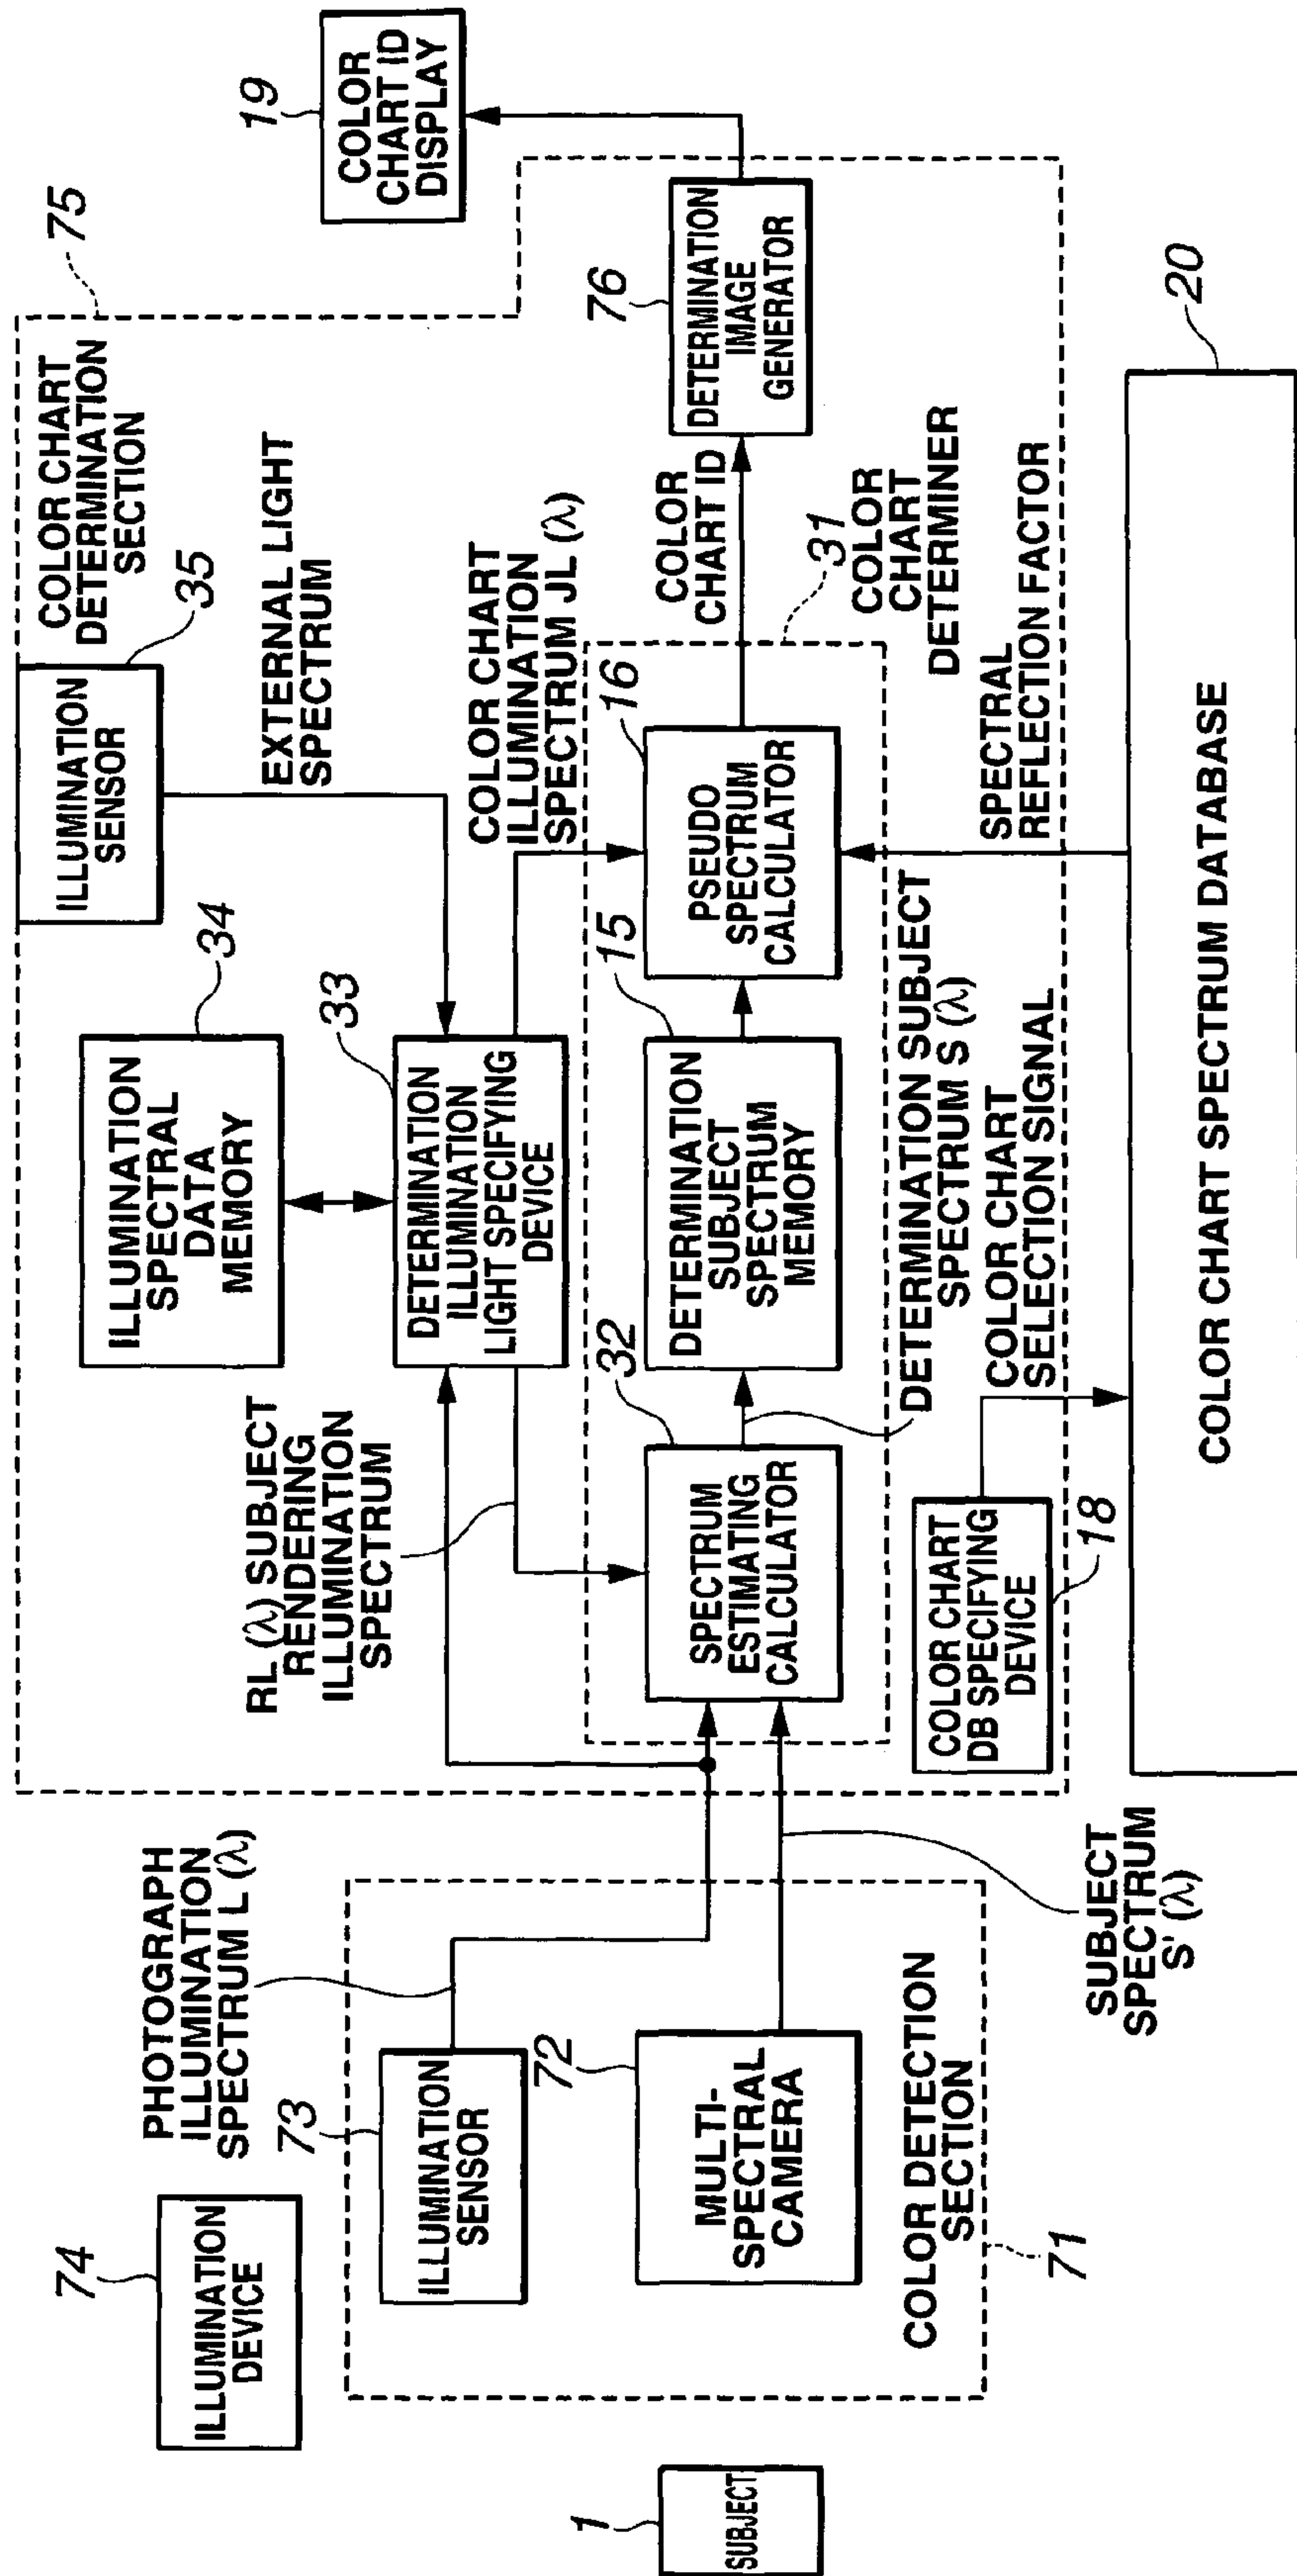 74
ILLUMINATION
DEVICE
1
SUBJECT
PHOTOGRAPH
ILLUMINATION
SPECTRUM L (λ)
73
ILLUMINATION
SENSOR
72
MULTI-
SPECTRAL
CAMERA
COLOR DETECTION
SECTION
71
SUBJECT
SPECTRUM
S' (λ)
75
COLOR CHART
DETERMINATION
SECTION
35
ILLUMINATION
SENSOR
EXTERNAL LIGHT
SPECTRUM
34
ILLUMINATION
SPECTRAL
DATA
MEMORY
33
DETERMINATION
ILLUMINATION
LIGHT SPECIFYING
DEVICE
RL (λ) SUBJECT
RENDERING
ILLUMINATION
SPECTRUM
COLOR CHART
ILLUMINATION
SPECTRUM JL (λ)
32
SPECTRUM
ESTIMATING
CALCULATOR
15
DETERMINATION
SUBJECT
SPECTRUM
MEMORY
16
PSEUDO
SPECTRUM
CALCULATOR
31
COLOR
CHART
DETERMINER
COLOR
CHART ID
76
DETERMINATION
IMAGE
GENERATOR
19
COLOR
CHART ID
DISPLAY
DETERMINATION SUBJECT
SPECTRUM S (λ)
COLOR CHART
SELECTION SIGNAL
COLOR CHART
DB SPECIFYING
DEVICE
18
SPECTRAL
REFLECTION FACTOR
20
COLOR CHART SPECTRUM DATABASE